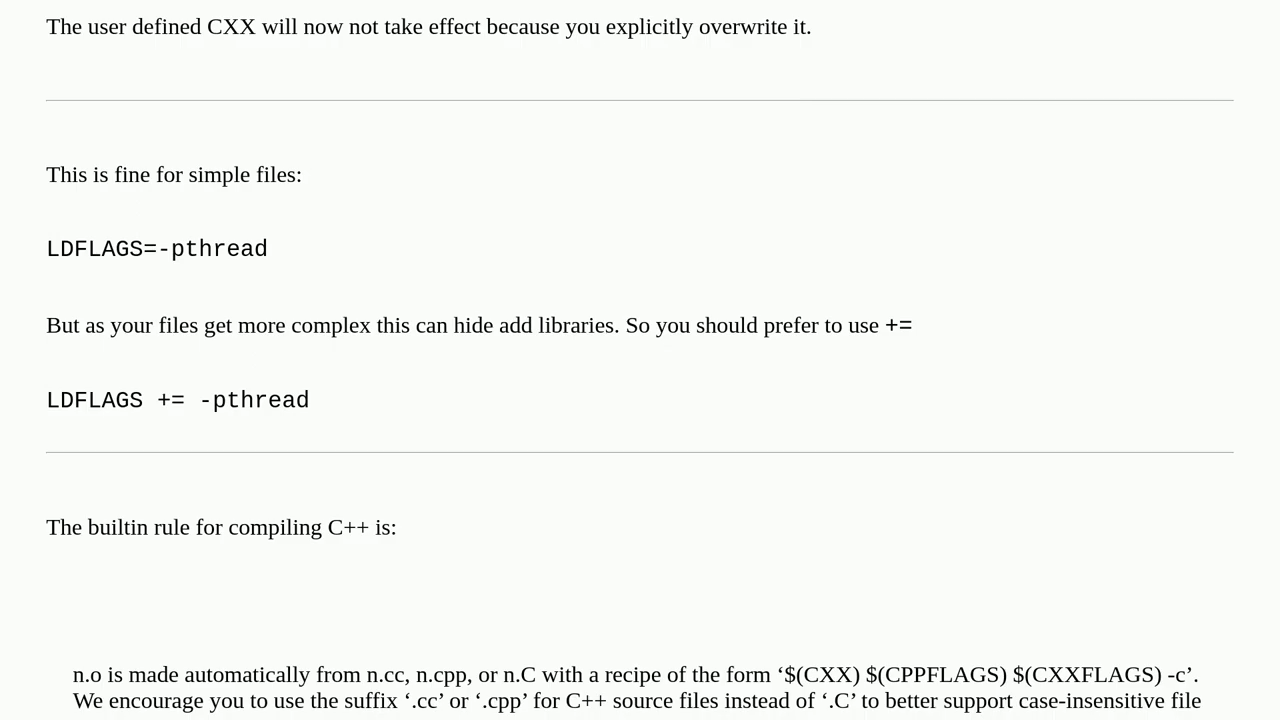 The user defined CXX will now not take effect because you explicitly overwrite it.
This is fine for simple files:
LDFLAGS=-pthread
But as your files get more complex this can hide add libraries. So you should prefer to use +=
LDFLAGS += -pthread
The builtin rule for compiling C++ is:
n.o is made automatically from n.cc, n.cpp, or n.C with a recipe of the form ‘$(CXX) $(CPPFLAGS) $(CXXFLAGS) -c’.
We encourage you to use the suffix ‘.cc’ or ‘.cpp’ for C++ source files instead of ‘.C’ to better support case-insensitive file